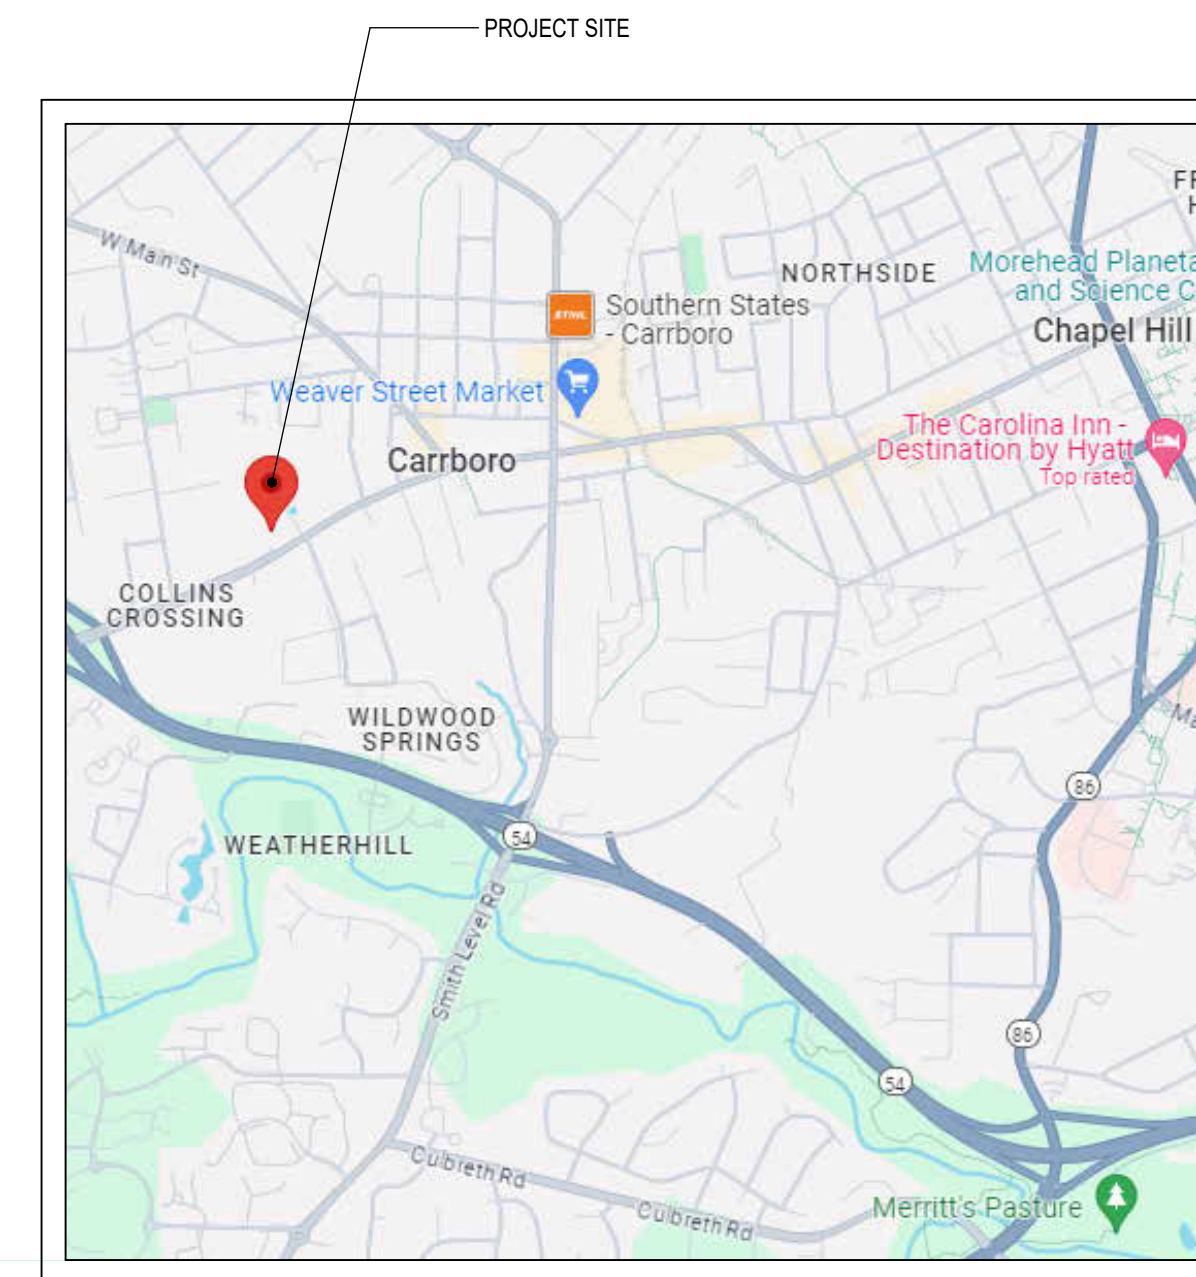 PROJECT SITE
W Main St
NORTHSIDE
Morehead Planeta
and Science C
Chapel Hill
STIHL
Southern States
- Carrboro
Weaver Street Market
Carrboro
The Carolina Inn -
Destination by Hyatt
Top rated
COLLINS
CROSSING
WILDWOOD
SPRINGS
WEATHERHILL
54
86
Smith Level Rd
86
54
Culbreth Rd
Culbreth Rd
Merritt's Pasture